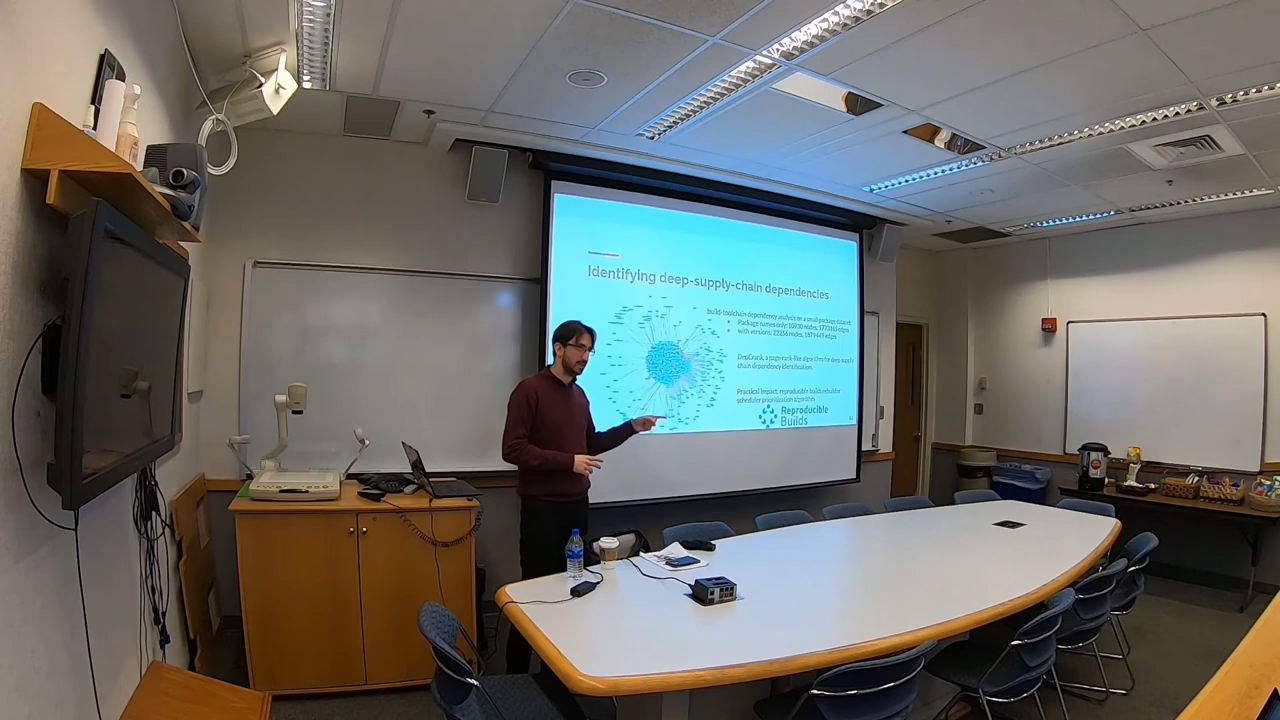 Identifying deep-supply-chain dependencies
build-toolchain dependency analysis on a small package dataset:
Package names only: 10930 nodes, 1773163 edges
with versions: 22256 nodes, 1879449 edges
DepCrank, a page-rank-like algorithm for deep supply
chain dependency identification.
Practical impact: reproducible builds rebuilder
scheduler prioritization algorithms
Reproducible
Builds